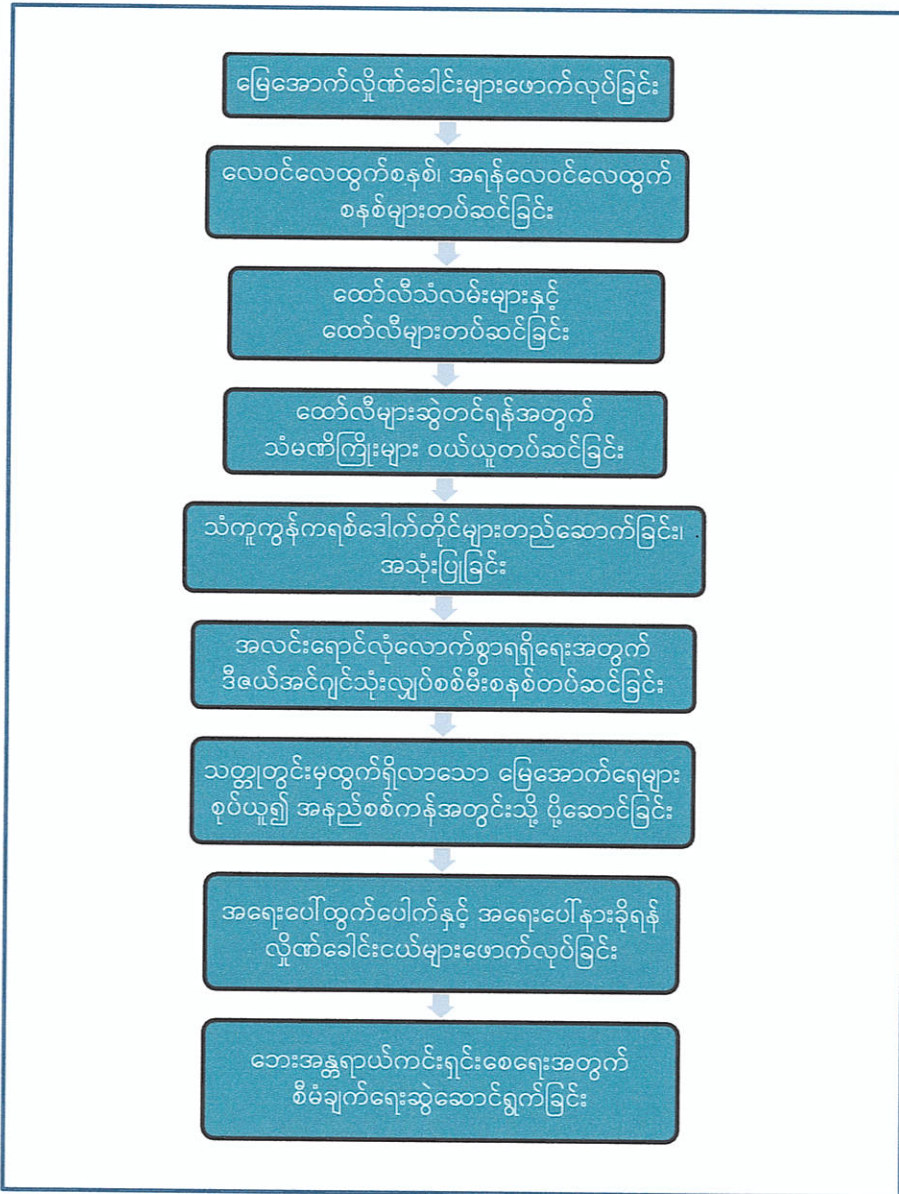 မြေအောက်လှိုဏ်ခေါင်းများဖောက်လုပ်ခြင်း
လေဝင်လေထွက်စနစ်၊ အရန်လေဝင်လေထွက်
စနစ်များတပ်ဆင်ခြင်း
ထော်လီသံလမ်းများနှင့်
ထော်လီများတပ်ဆင်ခြင်း
ထော်လီများဆွဲတင်ရန်အတွက်
သံမဏိကြိုးများ ဝယ်ယူတပ်ဆင်ခြင်း
သံကူကွန်ကရစ်ဒေါက်တိုင်များတည်ဆောက်ခြင်း၊
အသုံးပြုခြင်း
အလင်းရောင်လုံလောက်စွာရရှိရေးအတွက်
ဒီဇယ်အင်ဂျင်သုံးလျှပ်စစ်မီးစနစ်တပ်ဆင်ခြင်း
သတ္တုတွင်းမှထွက်ရှိလာသော မြေအောက်ရေများ
စုပ်ယူ၍ အနည်စစ်ကန်အတွင်းသို့ ပို့ဆောင်ခြင်း
အရေးပေါ်ထွက်ပေါက်နှင့် အရေးပေါ်နားခိုရန်
လှိုဏ်ခေါင်းငယ်များဖောက်လုပ်ခြင်း
ဘေးအန္တရာယ်ကင်းရှင်းစေရေးအတွက်
စီမံချက်ရေးဆွဲဆောင်ရွက်ခြင်း